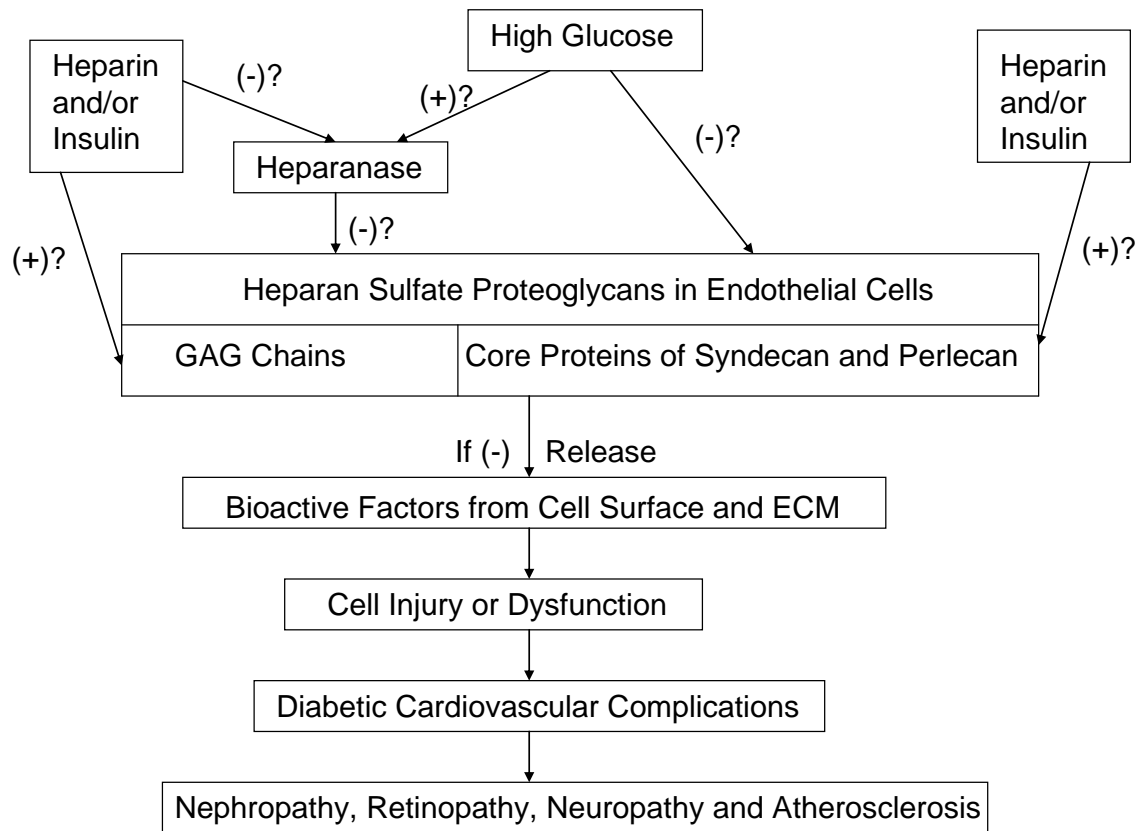 High Glucose
Heparin
and/or
Insulin
Heparin
and/or
Insulin
(-)?
(+)?
(-)?
Heparanase
(-)?
(+)?
(+)?
Heparan Sulfate Proteoglycans in Endothelial Cells
GAG Chains
Core Proteins of Syndecan and Perlecan
If (-) Release
Bioactive Factors from Cell Surface and ECM
Cell Injury or Dysfunction
Diabetic Cardiovascular Complications
Nephropathy, Retinopathy, Neuropathy and Atherosclerosis